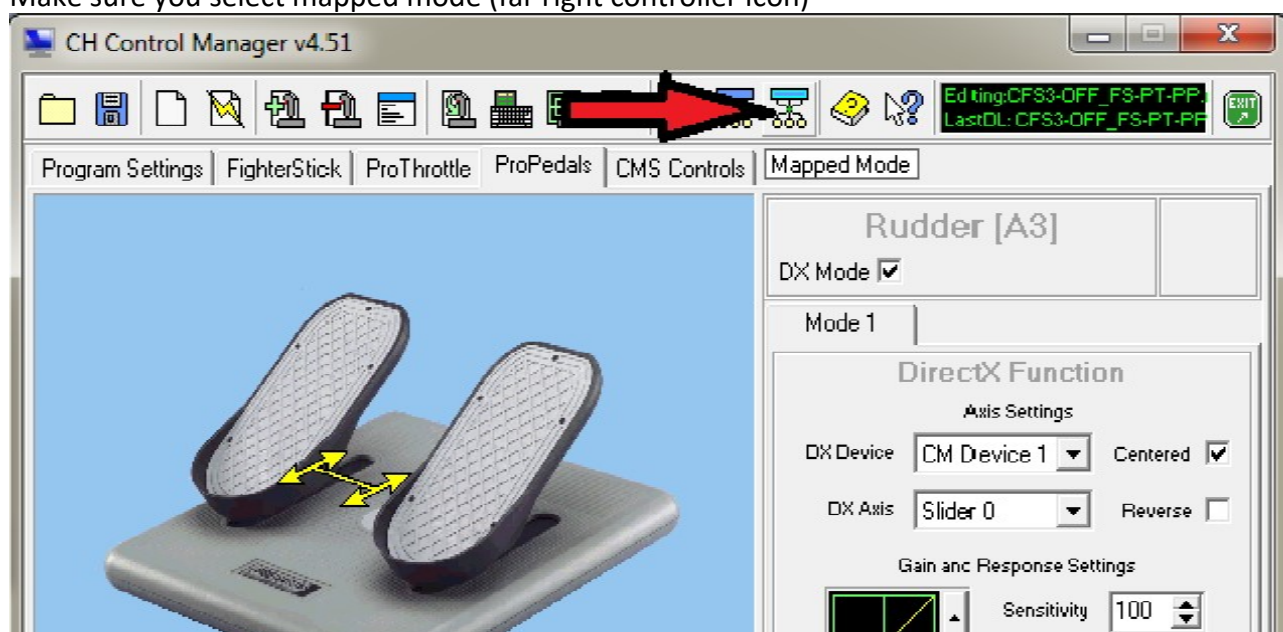 Make sure you select mapped mode (far right controller icon)
CH Control Manager v4.51
Editing:CFS3-OFF_FS-PT-PP.
LastDL: CFS3-OFF_FS-PT-PP
EXIT
Program Settings FighterStick ProThrottle ProPedals CMS Controls Mapped Mode
Rudder [A3]
DX Mode
Mode 1
DirectX Function
Axis Settings
DX Device CM Device 1 Centered
DX Axis Slider 0 Reverse
Gain and Response Settings
Sensitivity 100